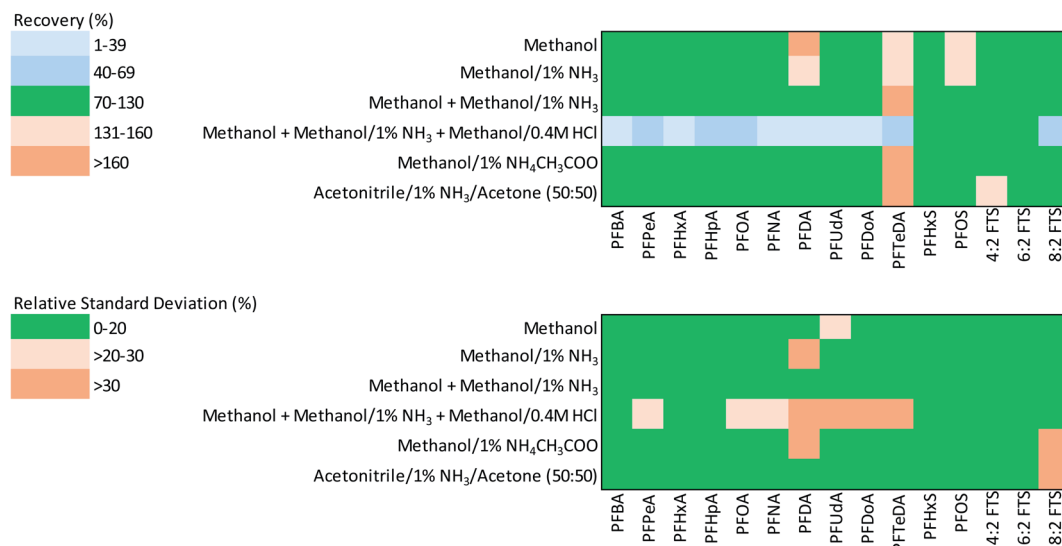 Recovery (%)
1-39
40-69
70-130
131-160
>160
Methanol
Methanol/1% NH₃
Methanol + Methanol/1% NH₃
Methanol + Methanol/1% NH₃ + Methanol/0.4M HCl
Methanol/1% NH₄CH₃COO
Acetonitrile/1% NH₃/Acetone (50:50)
PFBA
PFPeA
PFHxA
PFHpA
PFOA
PFNA
PFDA
PFUdA
PFDoA
PFTeDA
PFHxS
PFOS
4:2 FTS
6:2 FTS
8:2 FTS
Relative Standard Deviation (%)
0-20
>20-30
>30
Methanol
Methanol/1% NH₃
Methanol + Methanol/1% NH₃
Methanol + Methanol/1% NH₃ + Methanol/0.4M HCl
Methanol/1% NH₄CH₃COO
Acetonitrile/1% NH₃/Acetone (50:50)
PFBA
PFPeA
PFHxA
PFHpA
PFOA
PFNA
PFDA
PFUdA
PFDoA
PFTeDA
PFHxS
PFOS
4:2 FTS
6:2 FTS
8:2 FTS